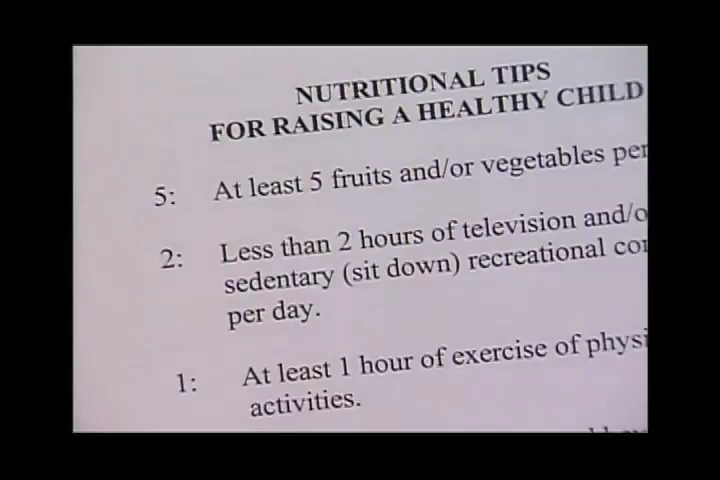 NUTRITIONAL TIPS
FOR RAISING A HEALTHY CHILD
5: At least 5 fruits and/or vegetables per
2: Less than 2 hours of television and/o
sedentary (sit down) recreational
per day.
1: At least 1 hour of exercise of
activities.